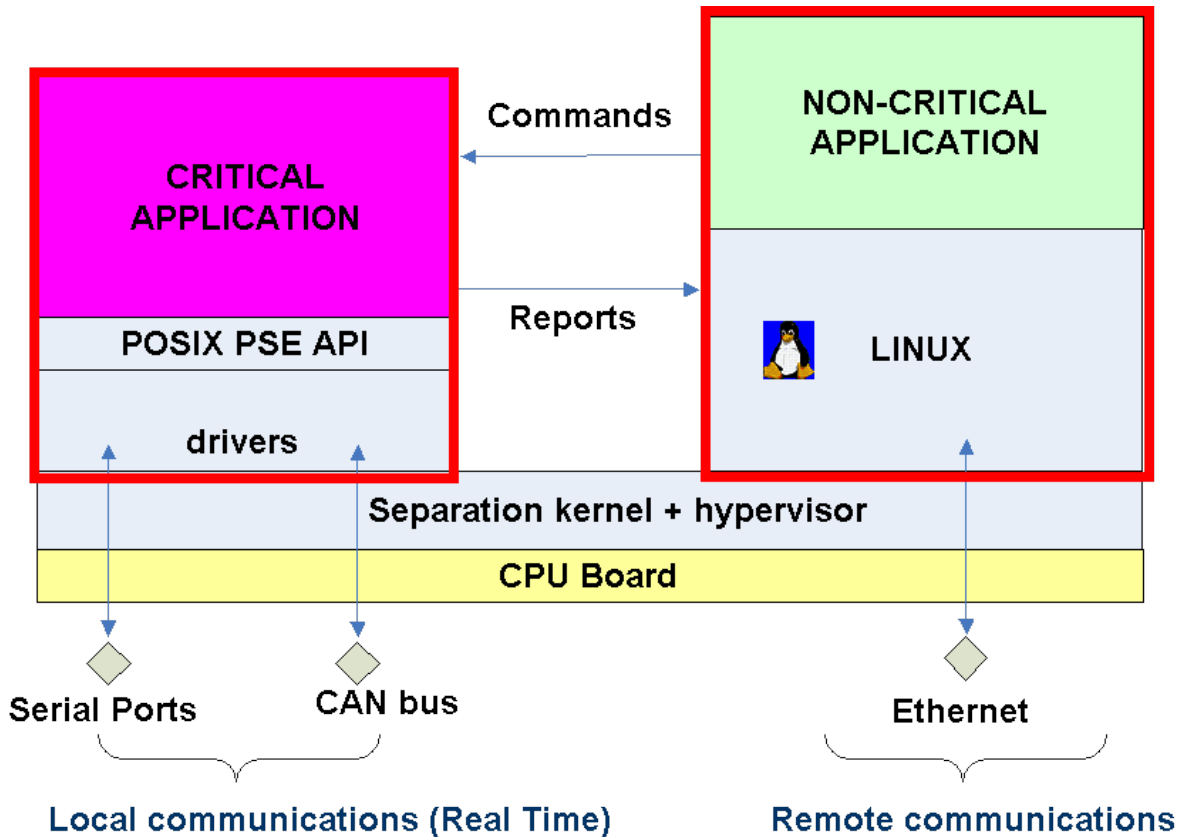 NON-CRITICAL
APPLICATION
Commands
CRITICAL
APPLICATION
Reports
POSIX PSE API
LINUX
drivers
Separation kernel + hypervisor
CPU Board
Serial Ports
CAN bus
Ethernet
Local communications (Real Time)
Remote communications